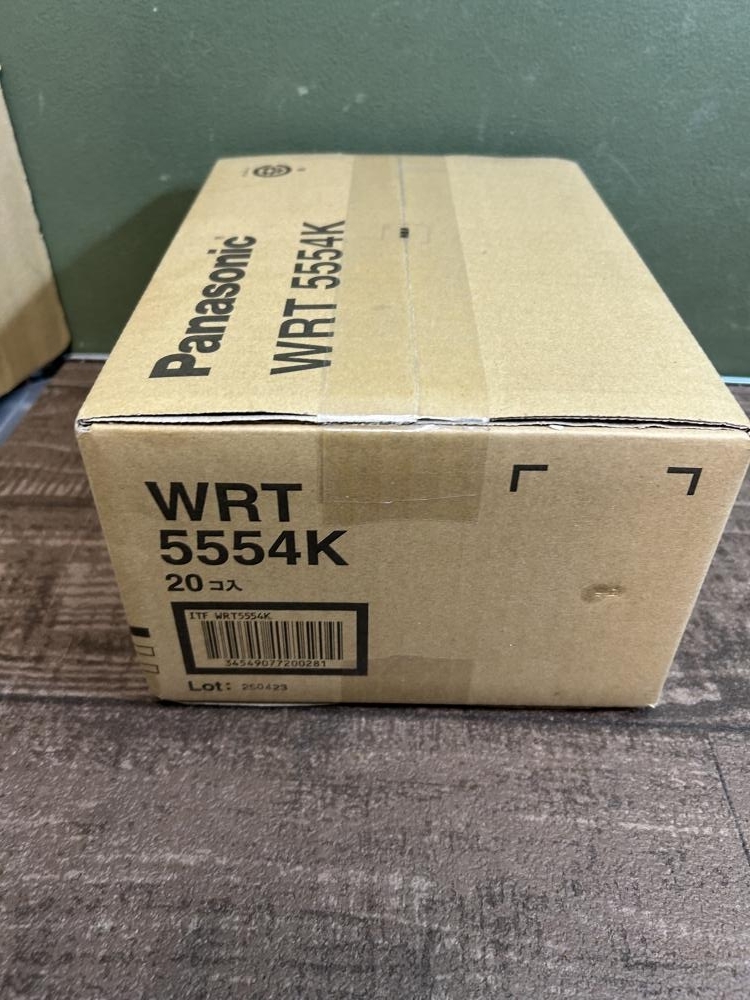 Panasonic
WRT 5554K
WRT
5554K
20コ入
ITF WRT5554K
34549077200281
Lot: 250423